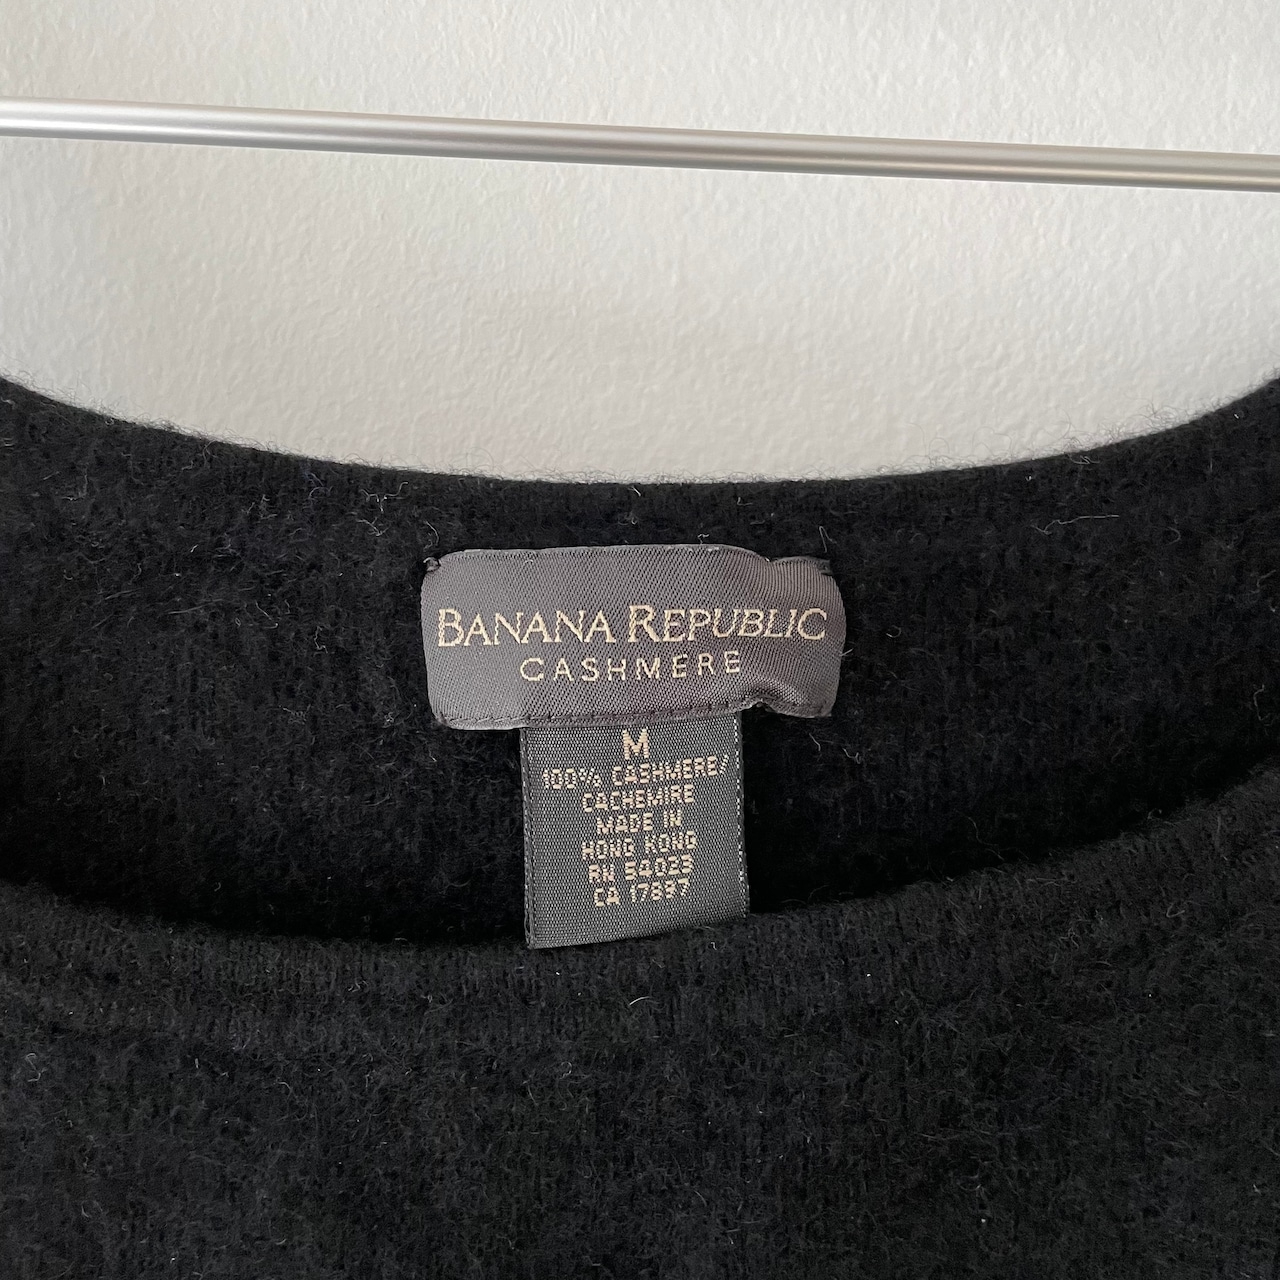 BANANA REPUBLIC
CASHMERE
M
100% CASHMERE/
CACHEMIRE
MADE IN
HONG KONG
RN 54023
CA 17897